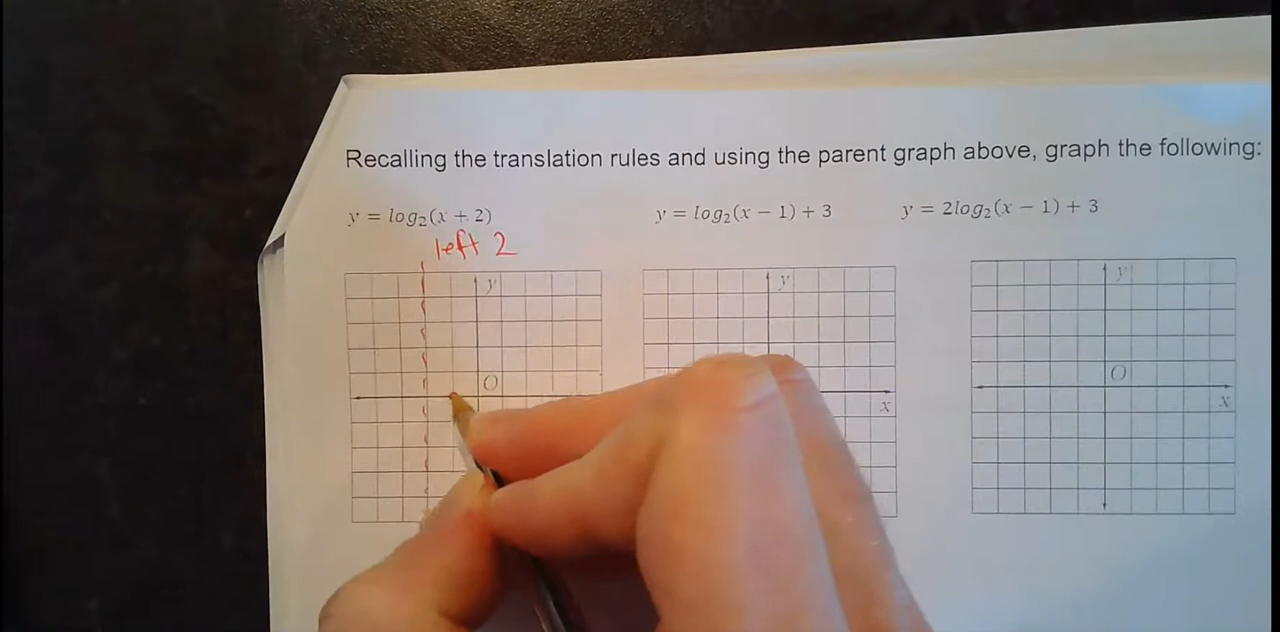 Recalling the translation rules and using the parent graph above, graph the following:
y = log₂(x + 2)
y = log₂(x − 1) + 3
y = 2log₂(x − 1) + 3
left 2
y
y
y
O
O
x
x